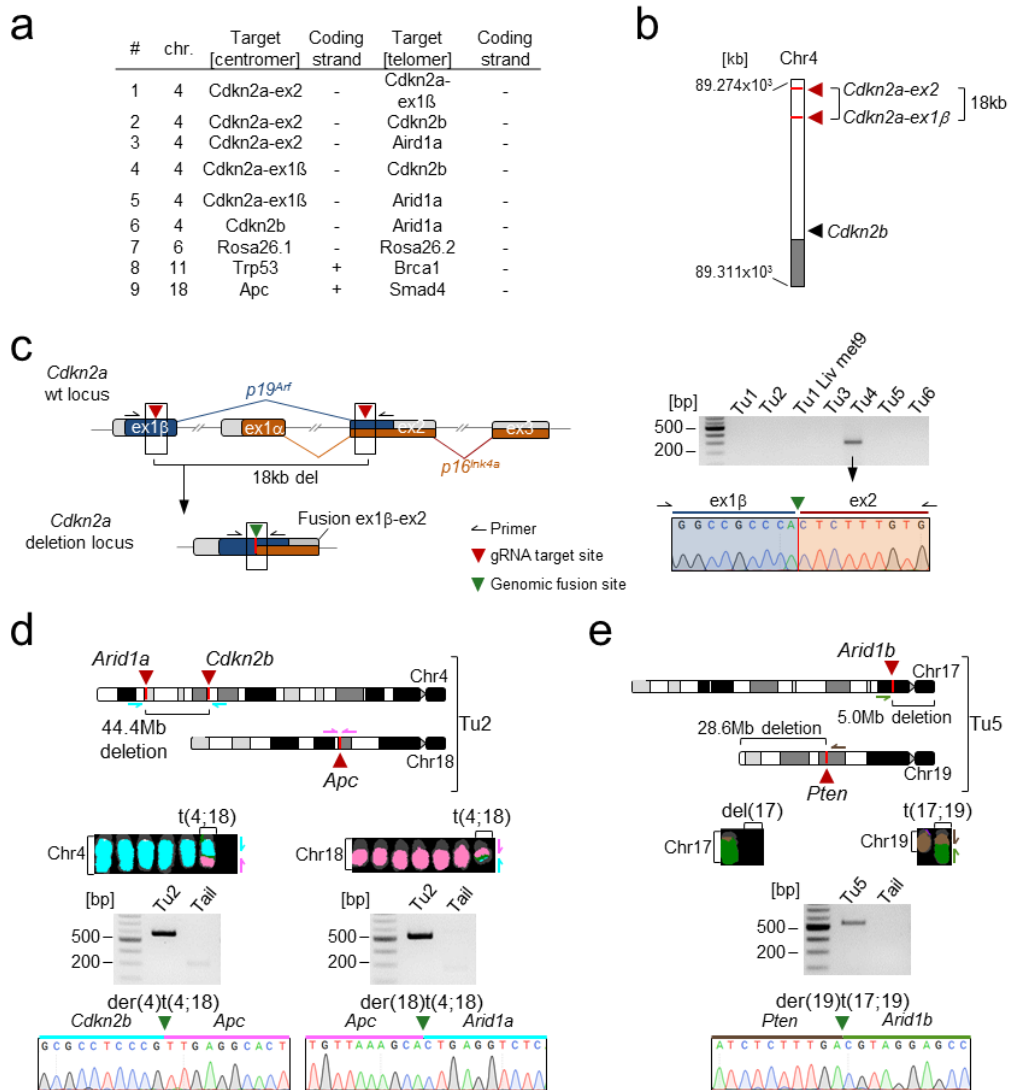 a
# chr. Target [centromer] Coding strand Target [telomer] Coding strand
1 4 Cdkn2a-ex2 - Cdkn2a-ex1ß -
2 4 Cdkn2a-ex2 - Cdkn2b -
3 4 Cdkn2a-ex2 - Aird1a -
4 4 Cdkn2a-ex1ß - Cdkn2b -
5 4 Cdkn2a-ex1ß - Arid1a -
6 4 Cdkn2b - Arid1a -
7 6 Rosa26.1 - Rosa26.2 -
8 11 Trp53 + Brca1 -
9 18 Apc + Smad4 -
b
[kb] Chr4
89.274x10³
Cdkn2a-ex2
Cdkn2a-ex1β
18kb
Cdkn2b
89.311x10³
c
Cdkn2a
wt locus
p19Arf
ex1β
ex1α
ex2
ex3
p16Ink4a
18kb del
Cdkn2a
deletion locus
Fusion ex1β-ex2
Primer
gRNA target site
Genomic fusion site
[bp]
Tu1
Tu2
Tu1 Liv met9
Tu3
Tu4
Tu5
Tu6
500
200
ex1β ex2
GGCCGCCCACTCTTTGTG
d
Arid1a Cdkn2b
Chr4
44.4Mb
deletion
Chr18
Apc
Tu2
t(4;18)
Chr4
t(4;18)
Chr18
[bp] Tu2 Tail
500
200
[bp] Tu2 Tail
500
200
der(4)t(4;18)
Cdkn2b Apc
GCGCCTCCCGTTGAGGCACT
der(18)t(4;18)
Apc Arid1a
TGTTAAAGCACTGAGGTCTC
e
Arid1b
Chr17
5.0Mb deletion
28.6Mb deletion
Chr19
Pten
Tu5
del(17)
Chr17
t(17;19)
Chr19
[bp] Tu5 Tail
500
200
der(19)t(17;19)
Pten Arid1b
ATCTCTTTGACGTAGGAGCC